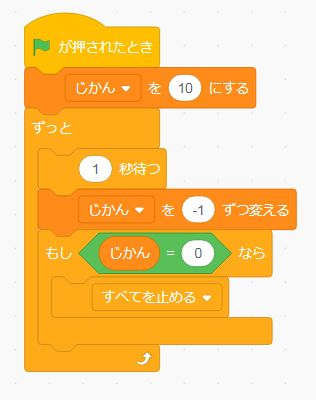 が押されたとき
じかん を 10 にする
ずっと
1 秒待つ
じかん を -1 ずつ変える
もし じかん = 0 なら
すべてを止める